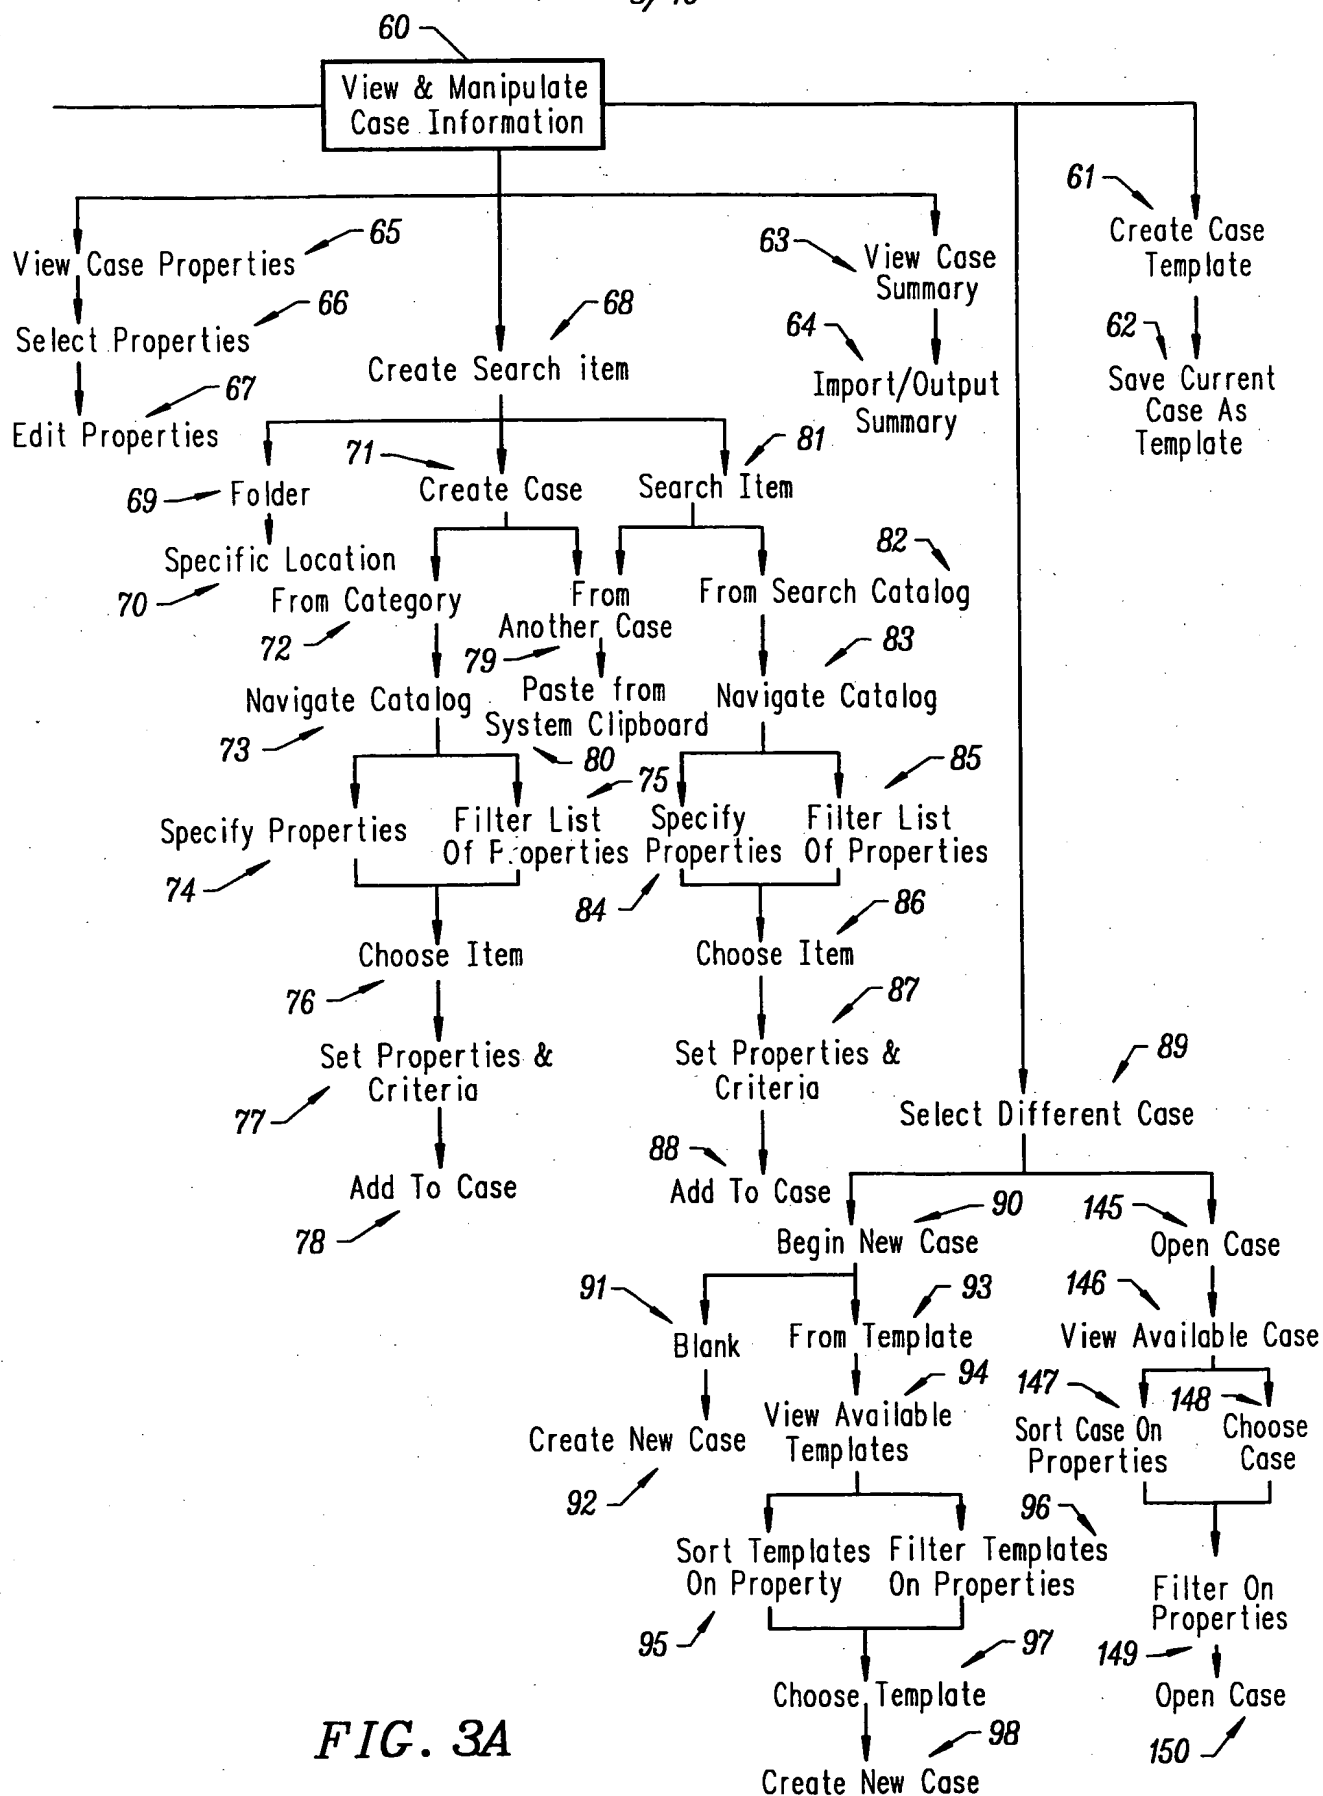 60
View & Manipulate
Case Information
61
Create Case
Template
65
63
View Case Properties
View Case
Summary
66
68
64
62
Select Properties
Create Search item
Import/Output
Summary
Save Current
Case As
Template
67
Edit Properties
71
81
69
Folder
Create Case
Search Item
Specific Location
70
82
From Category
From
Another Case
From Search Catalog
72
79
83
Navigate Catalog
Paste from
System Clipboard
Navigate Catalog
73
80
75
85
Specify Properties
Filter List
Of Properties
Specify
Properties
Filter List
Of Properties
74
84
86
Choose Item
Choose Item
76
87
Set Properties &
Criteria
Set Properties &
Criteria
77
89
Select Different Case
88
Add To Case
Add To Case
78
90
145
Begin New Case
Open Case
91
93
146
Blank
From Template
View Available Case
94
147
148
Create New Case
View Available
Templates
Sort Case On
Properties
Choose
Case
92
96
Sort Templates
On Property
Filter Templates
On Properties
Filter On
Properties
95
97
149
Choose Template
Open Case
98
150
Create New Case
FIG. 3A